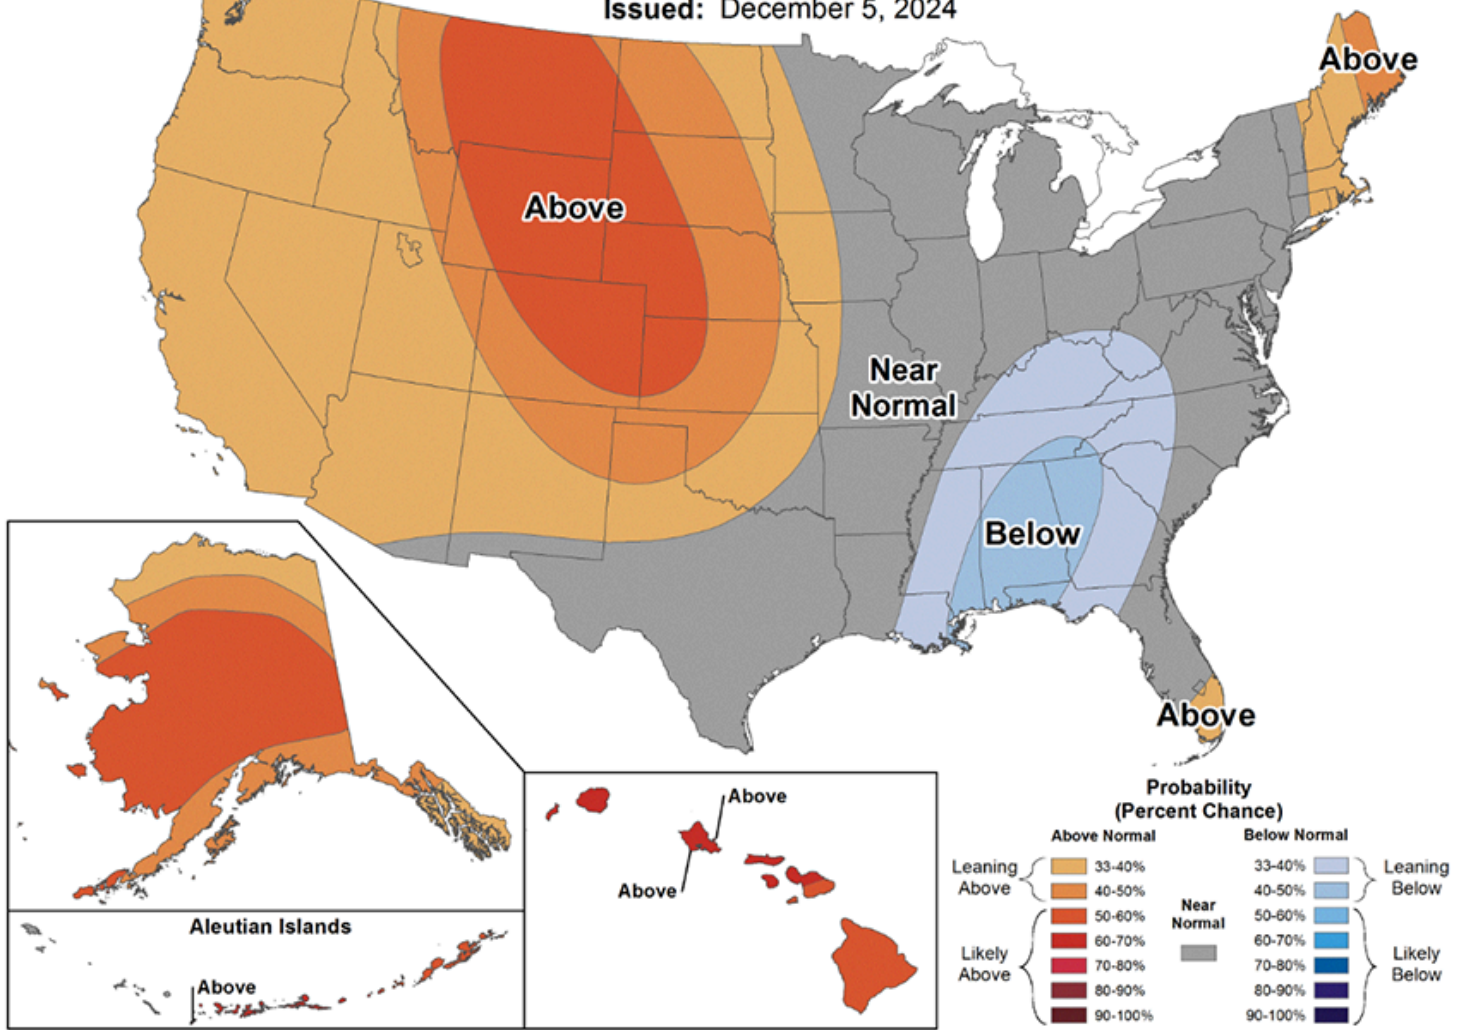 Issued: December 5, 2024
Above
Above
Near
Normal
Below
Above
Above
Above
Aleutian Islands
Above
Probability
(Percent Chance)
Above Normal
Below Normal
Leaning
Above
33-40%
40-50%
Likely
Above
50-60%
60-70%
70-80%
80-90%
90-100%
Near
Normal
33-40%
40-50%
Leaning
Below
50-60%
60-70%
70-80%
80-90%
90-100%
Likely
Below